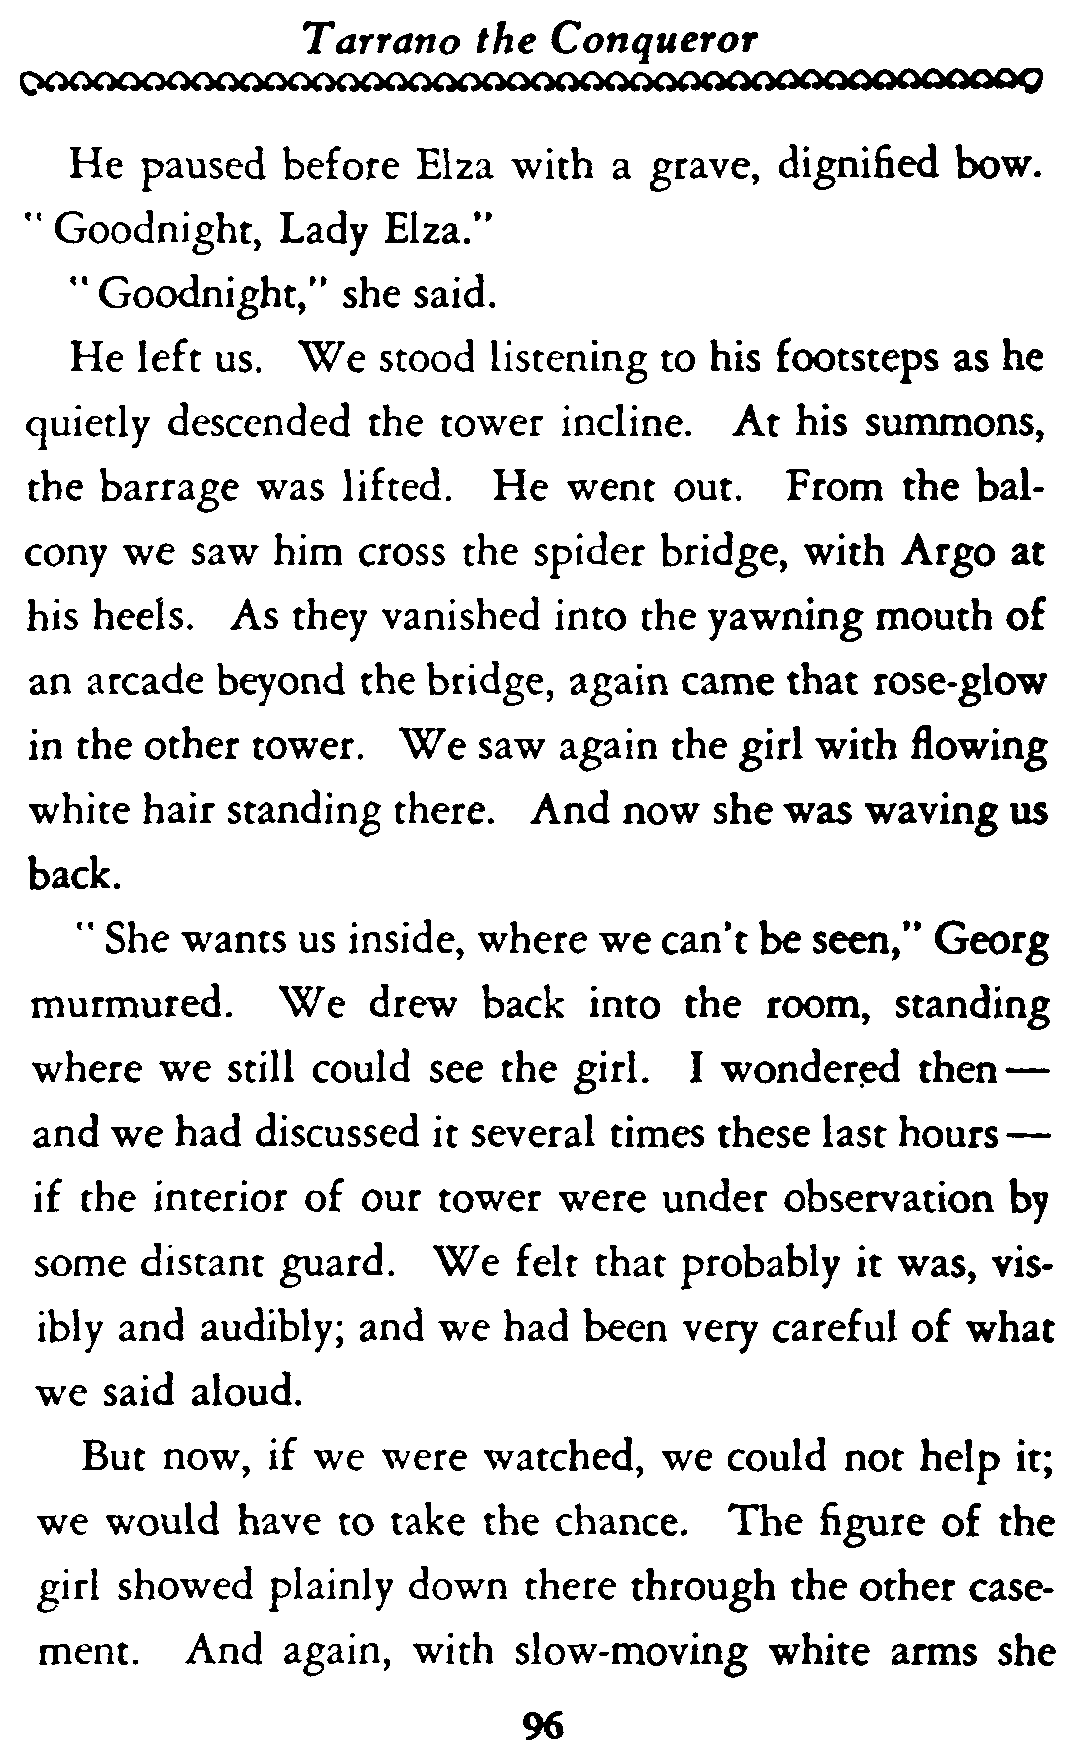 Tarrano the Conqueror
He paused before Elza with a grave, dignified bow.
"Goodnight, Lady Elza."
"Goodnight," she said.
He left us. We stood listening to his footsteps as he
quietly descended the tower incline. At his summons,
the barrage was lifted. He went out. From the bal-
cony we saw him cross the spider bridge, with Argo at
his heels. As they vanished into the yawning mouth of
an arcade beyond the bridge, again came that rose-glow
in the other tower. We saw again the girl with flowing
white hair standing there. And now she was waving us
back.
"She wants us inside, where we can't be seen," Georg
murmured. We drew back into the room, standing
where we still could see the girl. I wondered then—
and we had discussed it several times these last hours—
if the interior of our tower were under observation by
some distant guard. We felt that probably it was, vis-
ibly and audibly; and we had been very careful of what
we said aloud.
But now, if we were watched, we could not help it;
we would have to take the chance. The figure of the
girl showed plainly down there through the other case-
ment. And again, with slow-moving white arms she
96